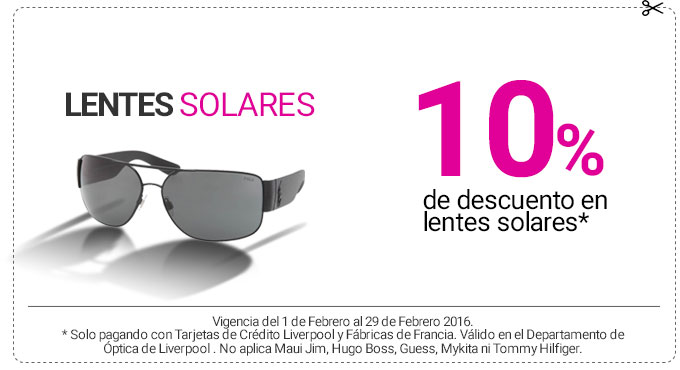 LENTES SOLARES
10%
de descuento en
lentes solares*
Vigencia del 1 de Febrero al 29 de Febrero 2016.
* Solo pagando con Tarjetas de Crédito Liverpool y Fábricas de Francia. Válido en el Departamento de
Óptica de Liverpool . No aplica Maui Jim, Hugo Boss, Guess, Mykita ni Tommy Hilfiger.